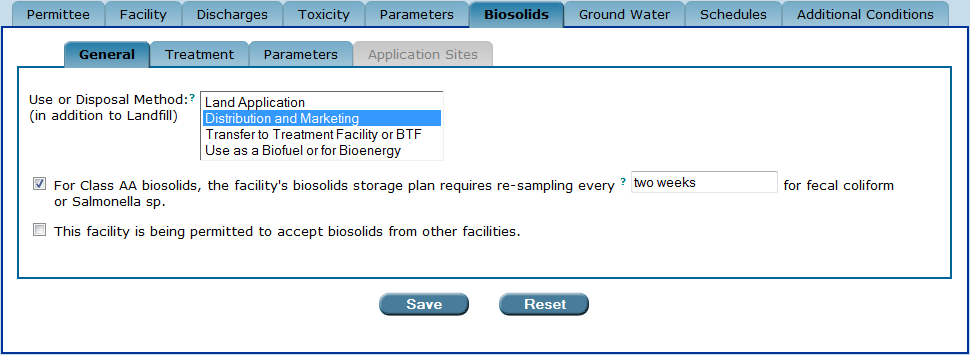 Permittee Facility Discharges Toxicity Parameters Biosolids Ground Water Schedules Additional Conditions
General Treatment Parameters Application Sites
Use or Disposal Method:?
(in addition to Landfill)
Land Application
Distribution and Marketing
Transfer to Treatment Facility or BTF
Use as a Biofuel or for Bioenergy
For Class AA biosolids, the facility's biosolids storage plan requires re-sampling every ? two weeks for fecal coliform
or Salmonella sp.
This facility is being permitted to accept biosolids from other facilities.
Save Reset